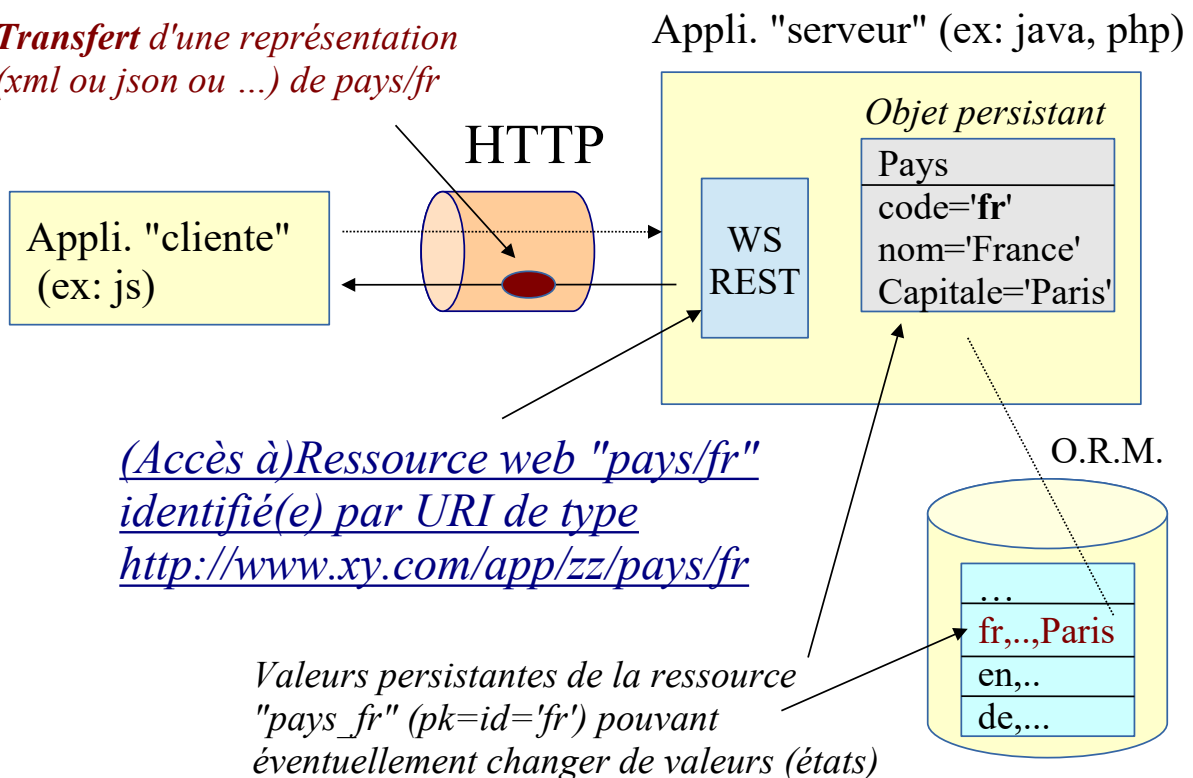 Transfert d'une représentation
(xml ou json ou …) de pays/fr
Appli. "serveur" (ex: java, php)
HTTP
Objet persistant
Pays
code='fr'
nom='France'
Capitale='Paris'
Appli. "cliente"
(ex: js)
WS
REST
(Accès à)Ressource web "pays/fr"
identifié(e) par URI de type
http://www.xy.com/app/zz/pays/fr
O.R.M.
…
fr,..,Paris
en,..
de,...
Valeurs persistantes de la ressource
"pays_fr" (pk=id='fr') pouvant
éventuellement changer de valeurs (états)